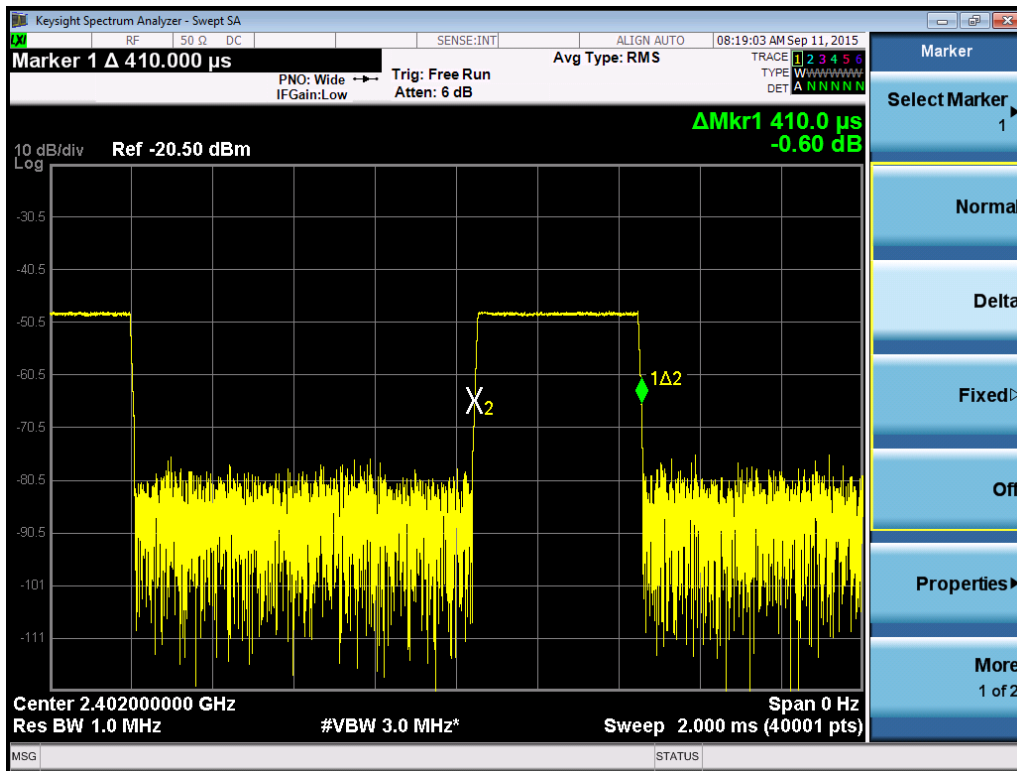 Keysight Spectrum Analyzer - Swept SA
LXI RF 50 Ω DC SENSE:INT ALIGN AUTO 08:19:03 AM Sep 11, 2015
Marker 1 Δ 410.000 µs
PNO: Wide
IFGain:Low
Trig: Free Run
Atten: 6 dB
Avg Type: RMS
TRACE 1 2 3 4 5 6
TYPE WWWWWWW
DET A N N N N N
ΔMkr1 410.0 µs
-0.60 dB
10 dB/div Ref -20.50 dBm
Log
-30.5
-40.5
-50.5
-60.5
-70.5
-80.5
-90.5
-101
-111
X2
1Δ2
Center 2.402000000 GHz Span 0 Hz
Res BW 1.0 MHz #VBW 3.0 MHz* Sweep 2.000 ms (40001 pts)
MSG STATUS
Marker
Select Marker
1
Normal
Delta
Fixed
Off
Properties
More
1 of 2